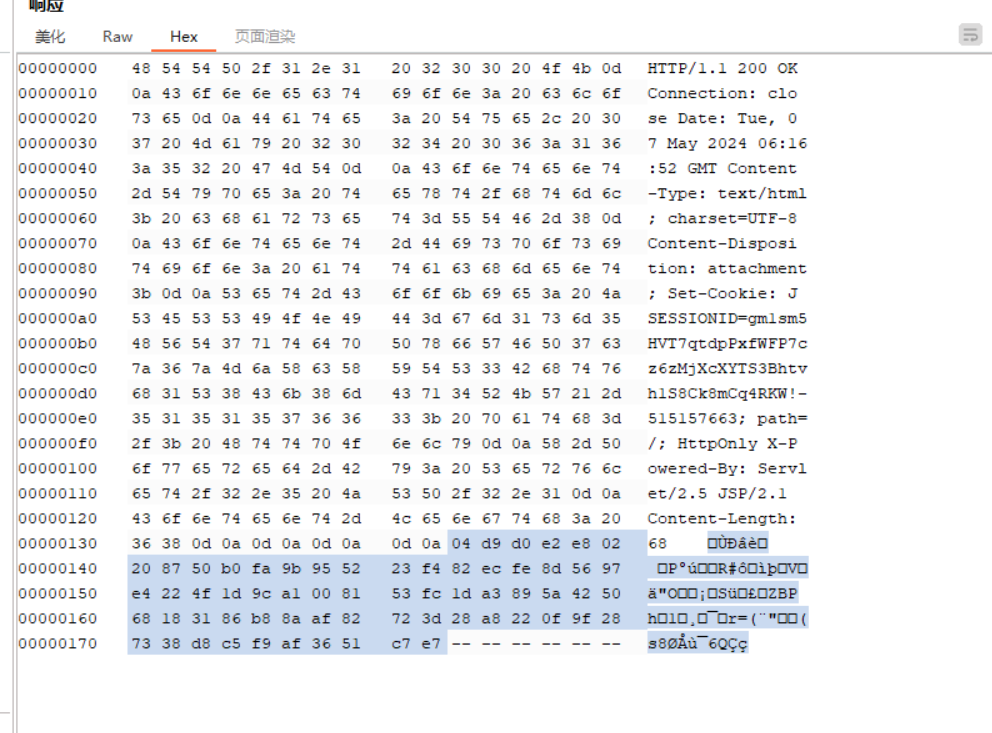 响应
美化 Raw Hex 页面渲染
00000000 48 54 54 50 2f 31 2e 31 20 32 30 30 20 4f 4b 0d HTTP/1.1 200 OK
00000010 0a 43 6f 6e 6e 65 63 74 69 6f 6e 3a 20 63 6c 6f Connection: clo
00000020 73 65 0d 0a 44 61 74 65 3a 20 54 75 65 2c 20 30 se Date: Tue, 0
00000030 37 20 4d 61 79 20 32 30 32 34 20 30 36 3a 31 36 7 May 2024 06:16
00000040 3a 35 32 20 47 4d 54 0d 0a 43 6f 6e 74 65 6e 74 :52 GMT Content
00000050 2d 54 79 70 65 3a 20 74 65 78 74 2f 68 74 6d 6c -Type: text/html
00000060 3b 20 63 68 61 72 73 65 74 3d 55 54 46 2d 38 0d ; charset=UTF-8
00000070 0a 43 6f 6e 74 65 6e 74 2d 44 69 73 70 6f 73 69 Content-Disposi
00000080 74 69 6f 6e 3a 20 61 74 74 61 63 68 6d 65 6e 74 tion: attachment
00000090 3b 0d 0a 53 65 74 2d 43 6f 6f 6b 69 65 3a 20 4a ; Set-Cookie: J
000000a0 53 45 53 53 49 4f 4e 49 44 3d 67 6d 31 73 6d 35 SESSIONID=gm1sm5
000000b0 48 56 54 37 71 74 64 70 50 78 66 57 46 50 37 63 HVT7qtdpPxfWFP7c
000000c0 7a 36 7a 4d 6a 58 63 58 59 54 53 33 42 68 74 76 z6zMjXcXYTS3Bhtv
000000d0 68 31 53 38 43 6b 38 6d 43 71 34 52 4b 57 21 2d h1S8Ck8mCq4RKW!-
000000e0 35 31 35 31 35 37 36 36 33 3b 20 70 61 74 68 3d 515157663; path=
000000f0 2f 3b 20 48 74 74 70 4f 6e 6c 79 0d 0a 58 2d 50 /; HttpOnly X-P
00000100 6f 77 65 72 65 64 2d 42 79 3a 20 53 65 72 76 6c owered-By: Servl
00000110 65 74 2f 32 2e 35 20 4a 53 50 2f 32 2e 31 0d 0a et/2.5 JSP/2.1
00000120 43 6f 6e 74 65 6e 74 2d 4c 65 6e 67 74 68 3a 20 Content-Length:
00000130 36 38 0d 0a 0d 0a 0d 0a 0d 0a 04 d9 d0 e2 e8 02 68 □ÙÐâè□
00000140 20 87 50 b0 fa 9b 95 52 23 f4 82 ec fe 8d 56 97 □P°ú□□R#ô□ìþ□V□
00000150 e4 22 4f 1d 9c a1 00 81 53 fc 1d a3 89 5a 42 50 ä"O□□¡□Sü□£□ZBP
00000160 68 18 31 86 b8 8a af 82 72 3d 28 a8 22 0f 9f 28 h□1□¸□¯□r=(¨"□□(
00000170 73 38 d8 c5 f9 af 36 51 c7 e7 -- -- -- -- -- -- s8ØÅù¯6QÇç